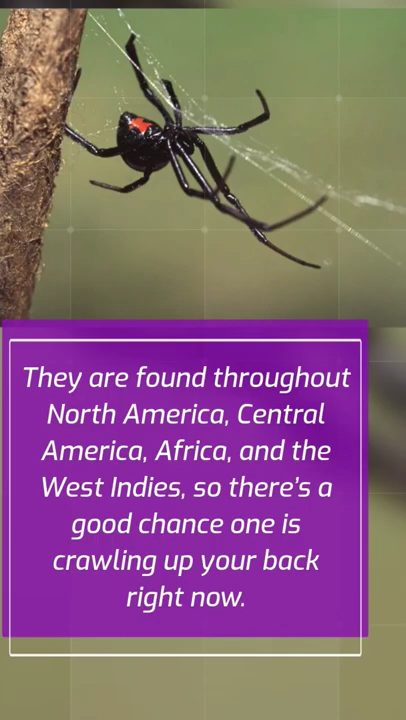 They are found throughout
North America, Central
America, Africa, and the
West Indies, so there's a
good chance one is
crawling up your back
right now.